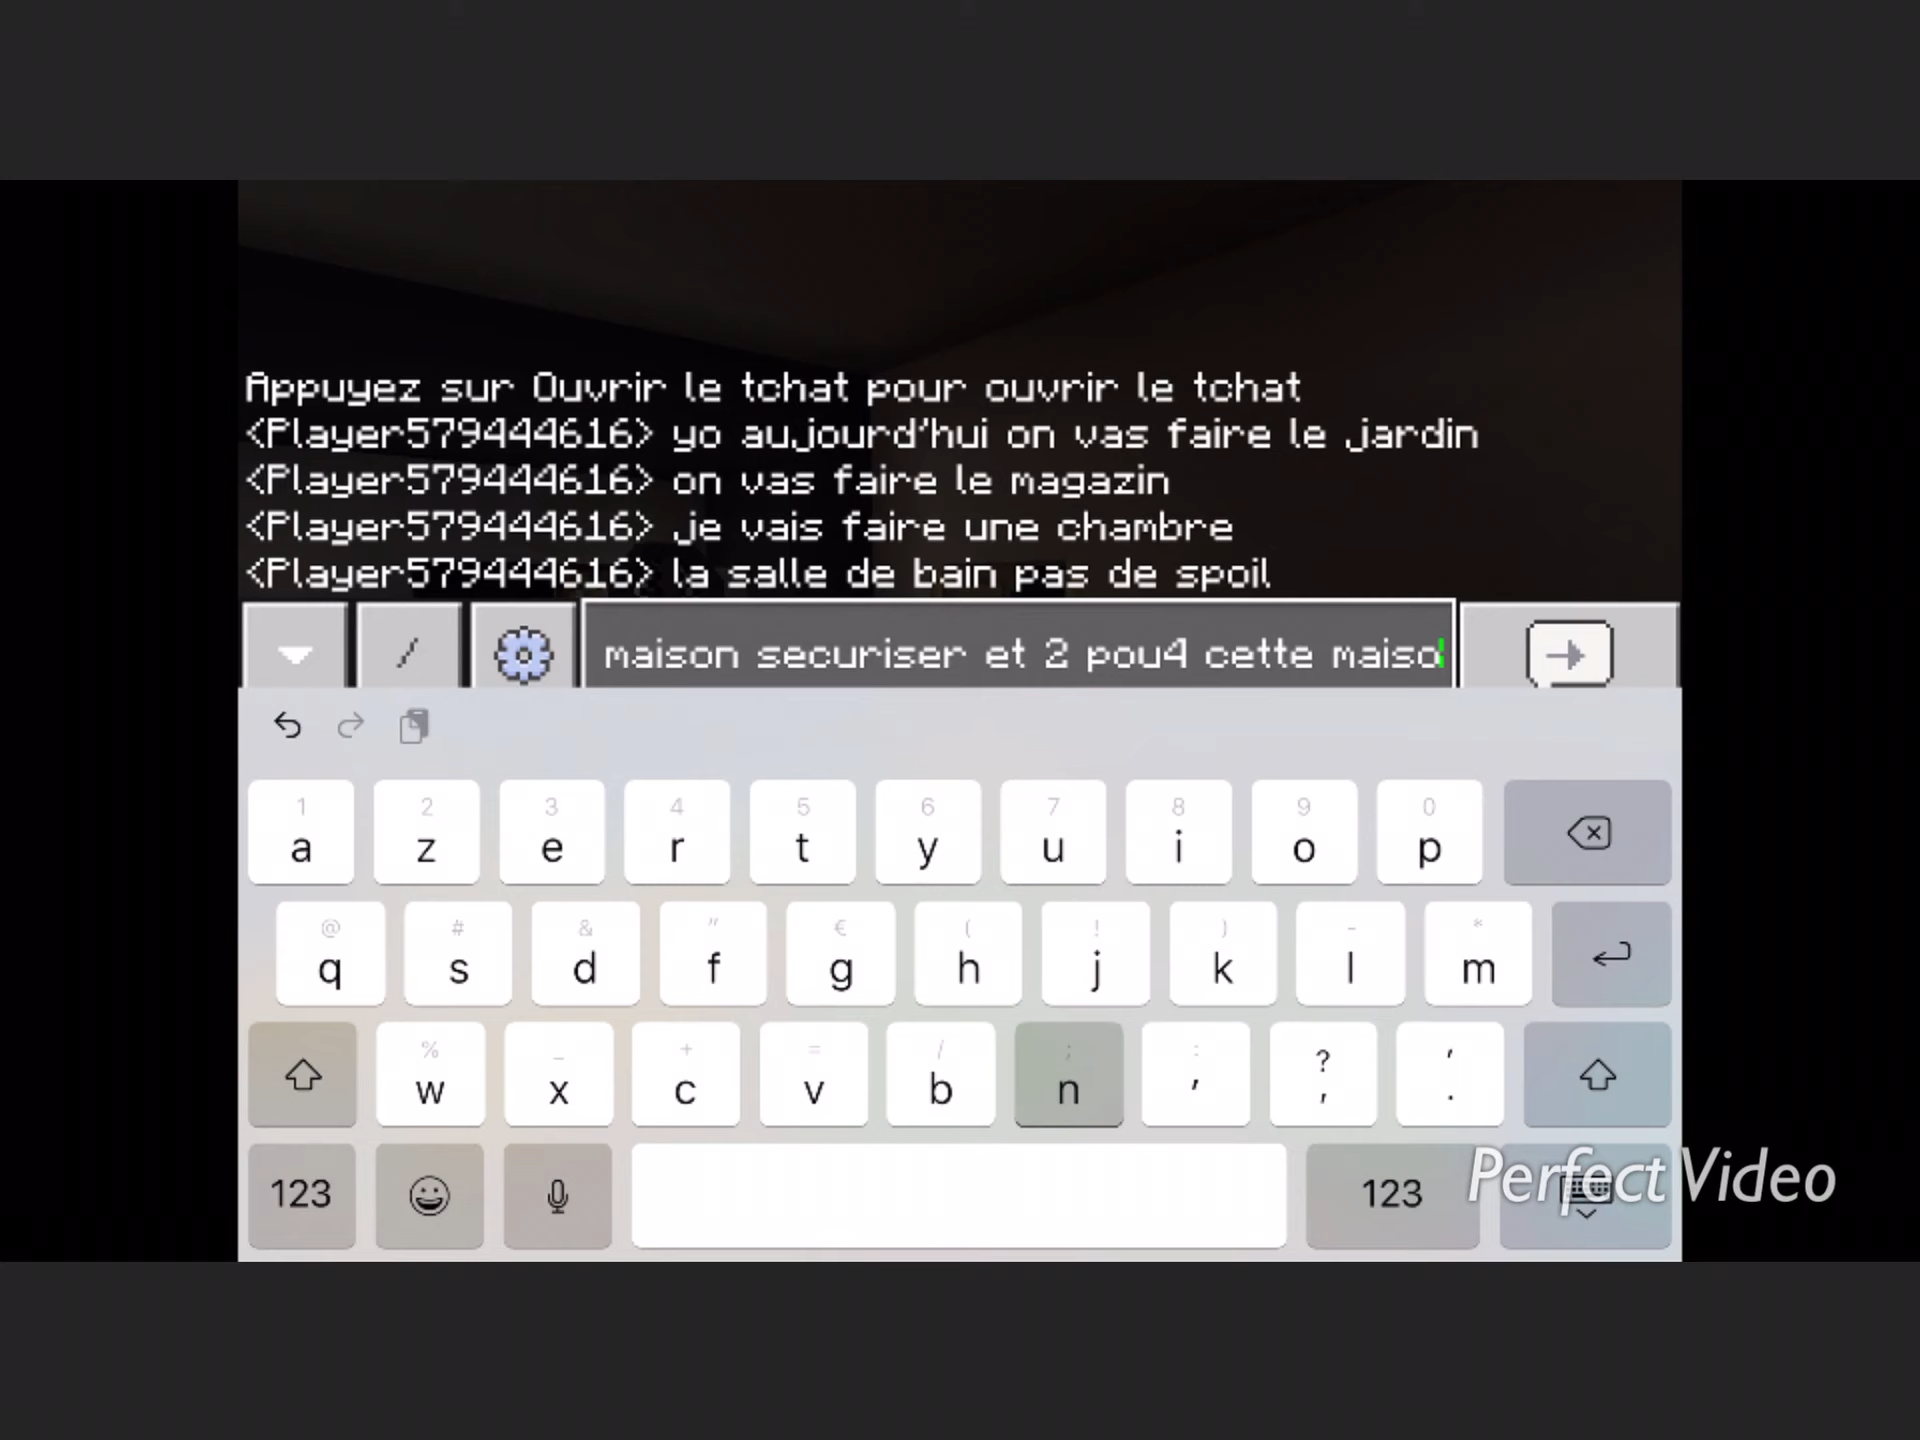 Appuyez sur Ouvrir le tchat pour ouvrir le tchat
<Player579444616> yo aujourd'hui on vas faire le jardin
<Player579444616> on vas faire le magazin
<Player579444616> je vais faire une chambre
<Player579444616> la salle de bain pas de spoil
/ maison securiser et 2 pou4 cette maiso
1 2 3 4 5 6 7 8 9 0
a z e r t y u i o p
@ # & " € ( ! ) - *
q s d f g h j k l m
% _ + = / ; : ? '
w x c v b n ' , .
123 123
Perfect Video